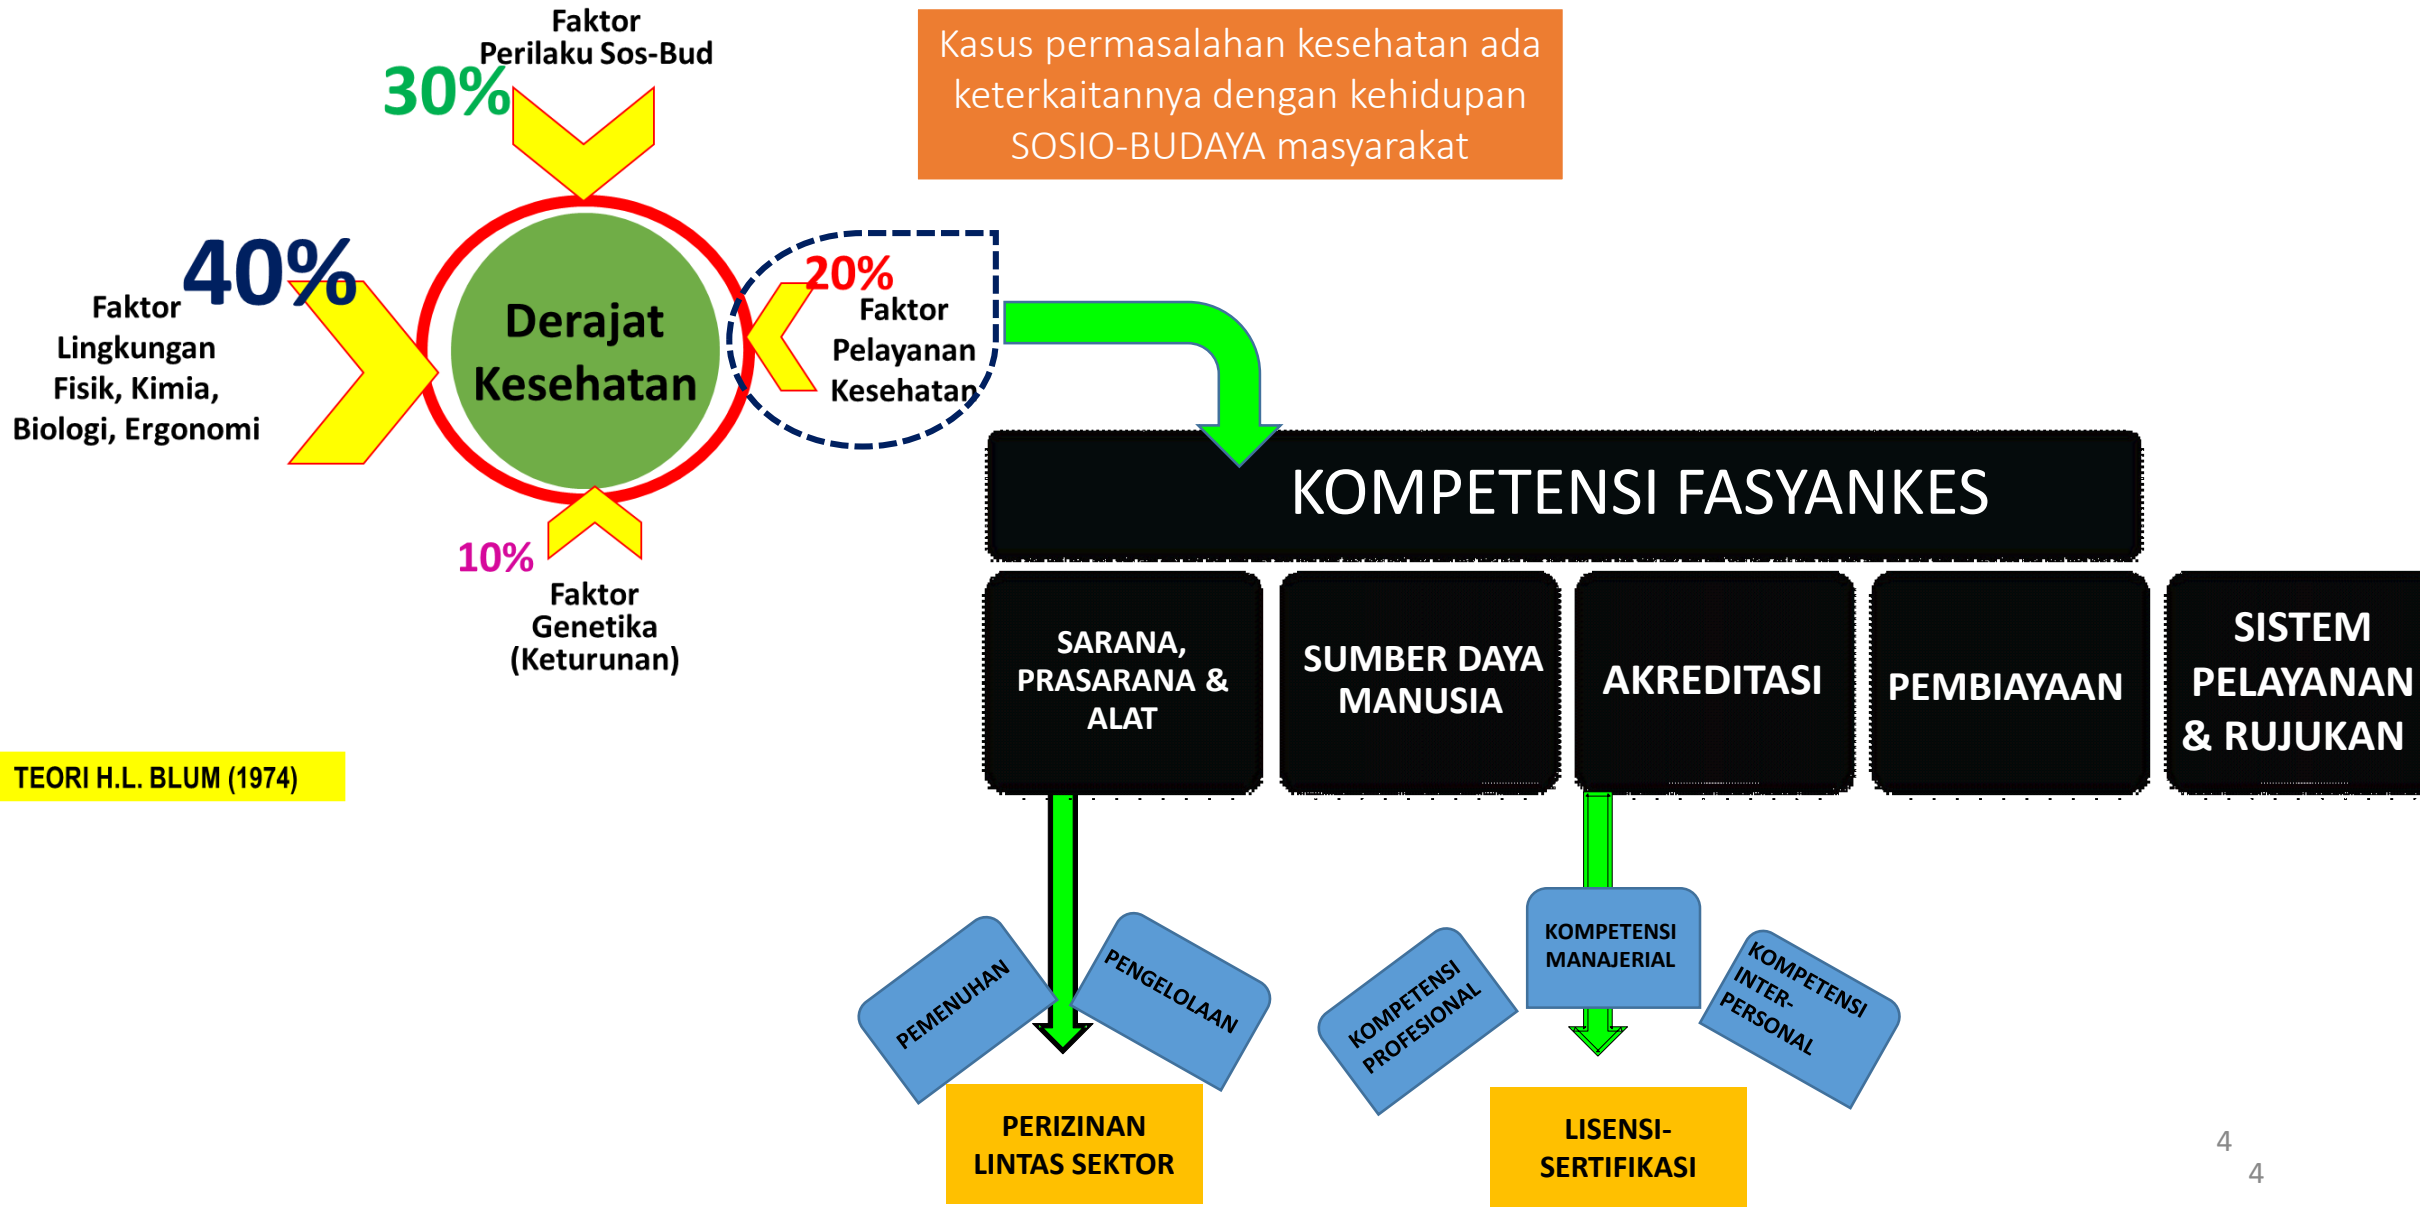 Faktor
Perilaku Sos-Bud
30%
Kasus permasalahan kesehatan ada
keterkaitannya dengan kehidupan
SOSIO-BUDAYA masyarakat
40%
Faktor
Lingkungan
Fisik, Kimia,
Biologi, Ergonomi
Derajat
Kesehatan
20%
Faktor
Pelayanan
Kesehatan
10%
Faktor
Genetika
(Keturunan)
TEORI H.L. BLUM (1974)
KOMPETENSI FASYANKES
SARANA,
PRASARANA &
ALAT
SUMBER DAYA
MANUSIA
AKREDITASI
PEMBIAYAAN
SISTEM
PELAYANAN
& RUJUKAN
PEMENUHAN
PENGELOLAAN
PERIZINAN
LINTAS SEKTOR
KOMPETENSI
PROFESIONAL
KOMPETENSI
MANAJERIAL
KOMPETENSI
INTER-
PERSONAL
LISENSI-
SERTIFIKASI
4
4